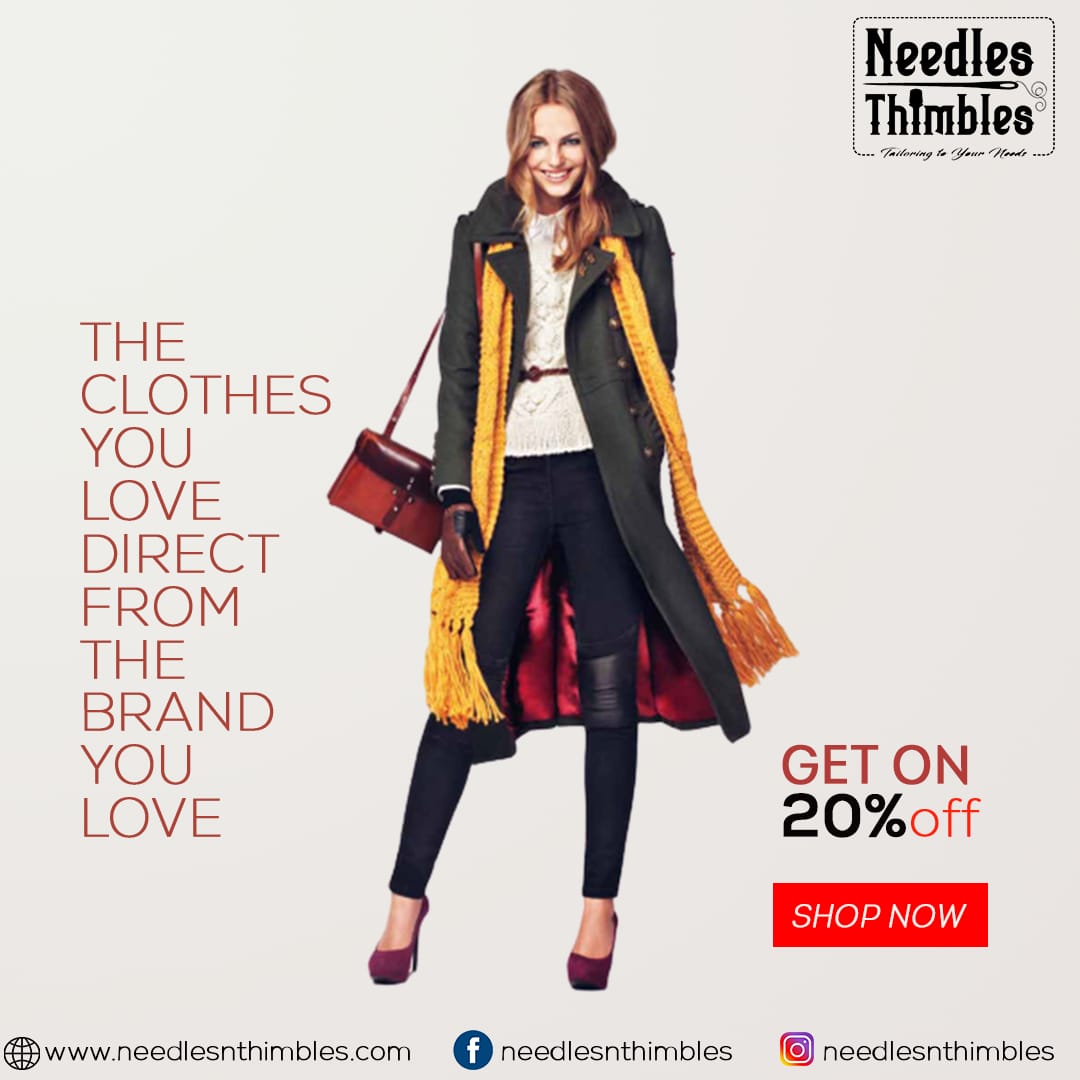 Needles
Thimbles
Tailoring to Your Needs
THE
CLOTHES
YOU
LOVE
DIRECT
FROM
THE
BRAND
YOU
LOVE
GET ON
20%off
SHOP NOW
www.needlesnthimbles.com
needlesnthimbles
needlesnthimbles